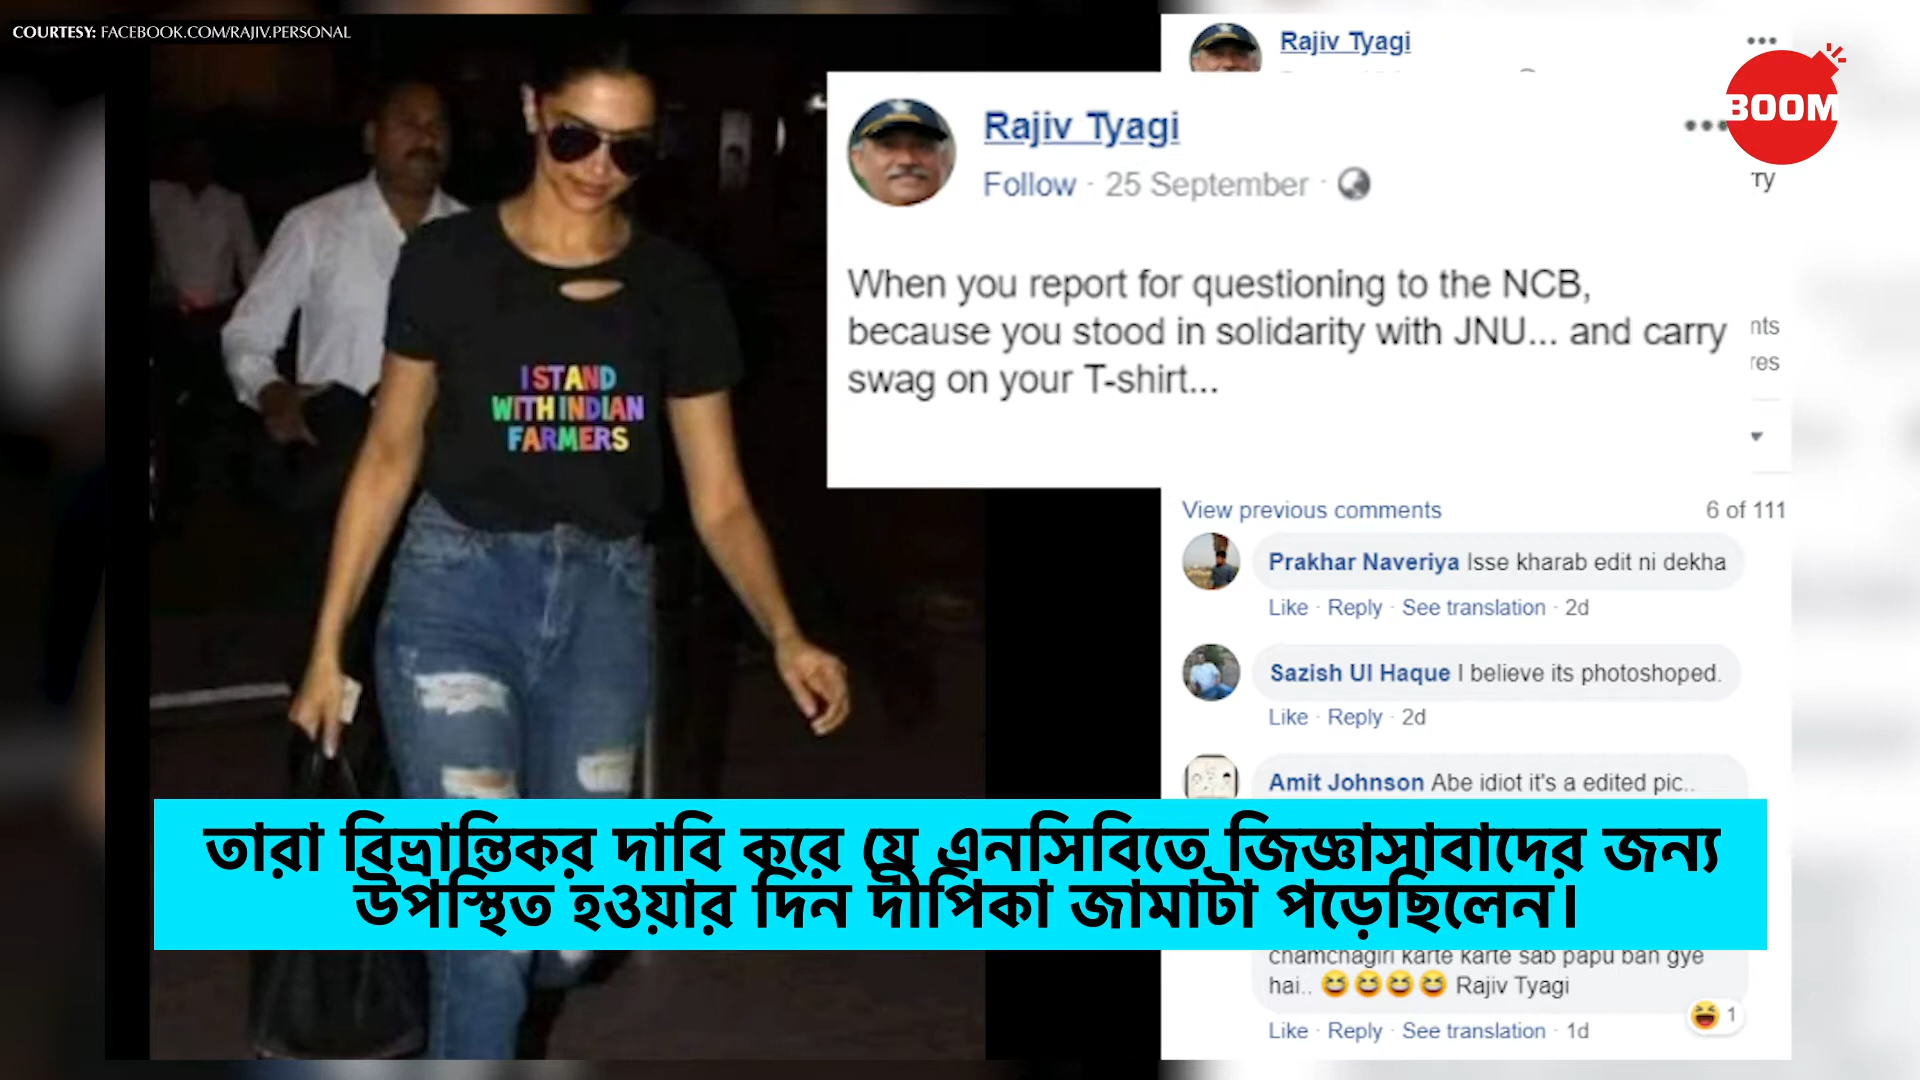 COURTESY: FACEBOOK.COM/RAJIV.PERSONAL
Rajiv Tyagi
BOOM
Rajiv Tyagi
Follow · 25 September ·
When you report for questioning to the NCB,
because you stood in solidarity with JNU... and carry
swag on your T-shirt...
I STAND
WITH INDIAN
FARMERS
View previous comments 6 of 111
Prakhar Naveriya Isse kharab edit ni dekha
Like · Reply · See translation · 2d
Sazish Ul Haque I believe its photoshoped.
Like · Reply · 2d
Amit Johnson Abe idiot it's a edited pic..
তারা বিভ্রান্তিকর দাবি করে যে এনসিবিতে জিজ্ঞাসাবাদের জন্য
উপস্থিত হওয়ার দিন দীপিকা জামাটা পড়েছিলেন।
chamchagiri karte karte sab papu ban gye
hai.. 😆😆😆😆 Rajiv Tyagi
😆 1
Like · Reply · See translation · 1d